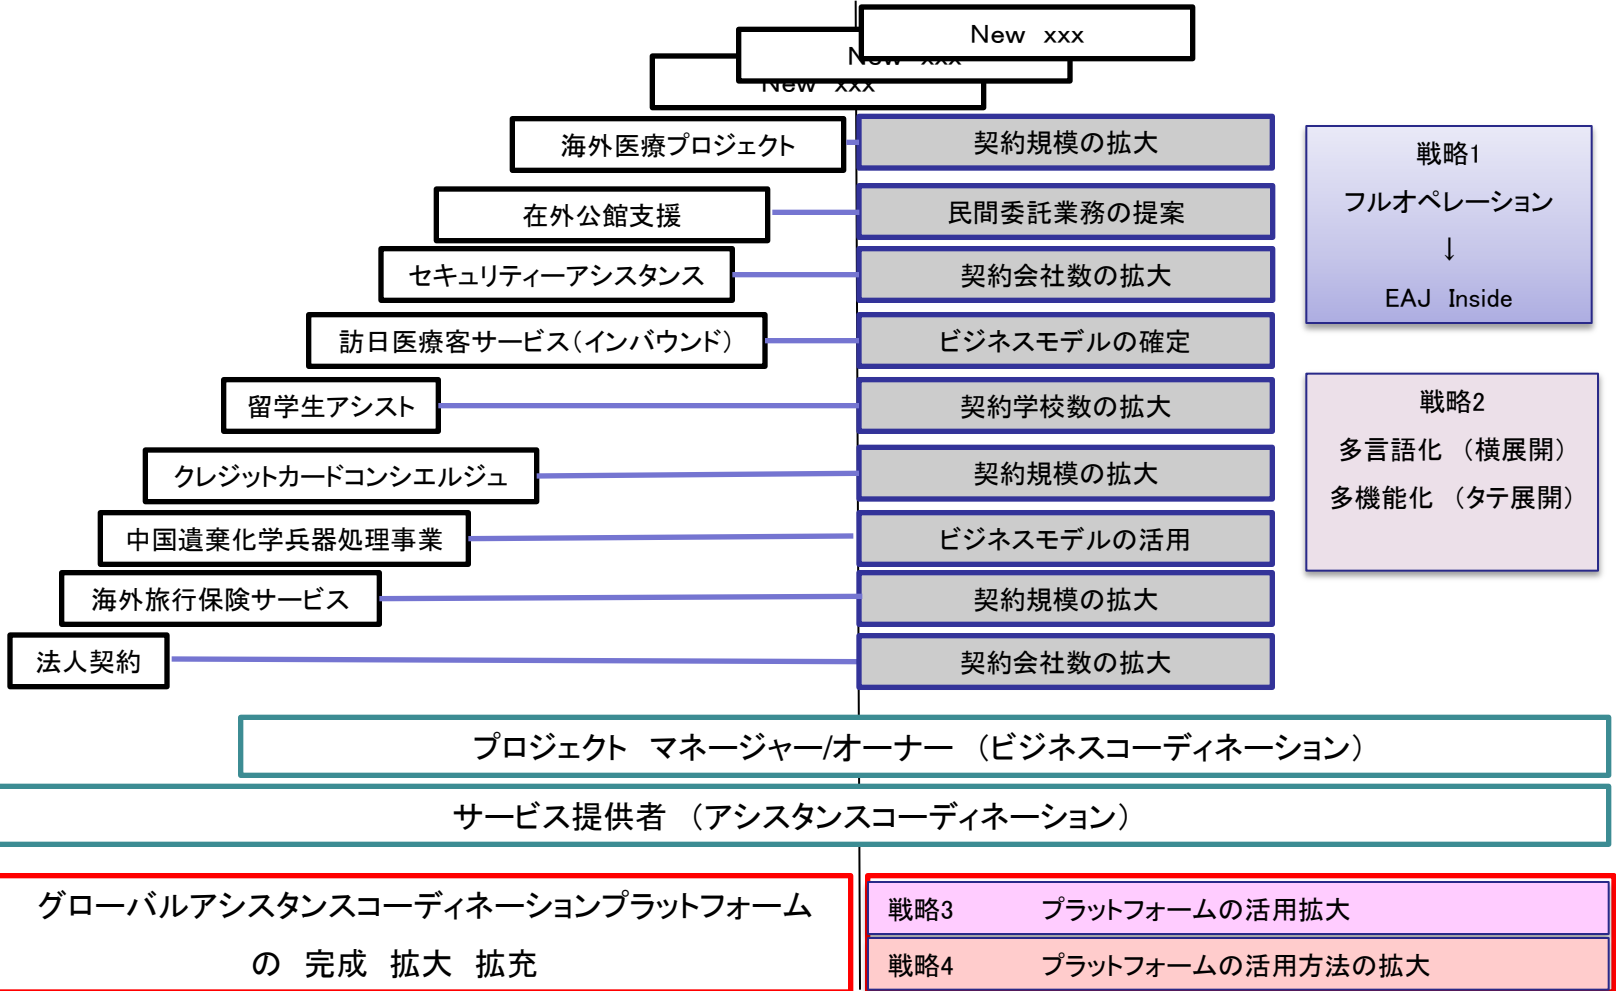 New xxx
New xxx
New xxx
海外医療プロジェクト
契約規模の拡大
在外公館支援
民間委託業務の提案
セキュリティーアシスタンス
契約会社数の拡大
訪日医療客サービス(インバウンド)
ビジネスモデルの確定
留学生アシスト
契約学校数の拡大
クレジットカードコンシエルジュ
契約規模の拡大
中国遺棄化学兵器処理事業
ビジネスモデルの活用
海外旅行保険サービス
契約規模の拡大
法人契約
契約会社数の拡大
戦略1
フルオペレーション
↓
EAJ Inside
戦略2
多言語化 (横展開)
多機能化 (タテ展開)
プロジェクト マネージャー/オーナー (ビジネスコーディネーション)
サービス提供者 (アシスタンスコーディネーション)
グローバルアシスタンスコーディネーションプラットフォーム
の 完成 拡大 拡充
戦略3 プラットフォームの活用拡大
戦略4 プラットフォームの活用方法の拡大